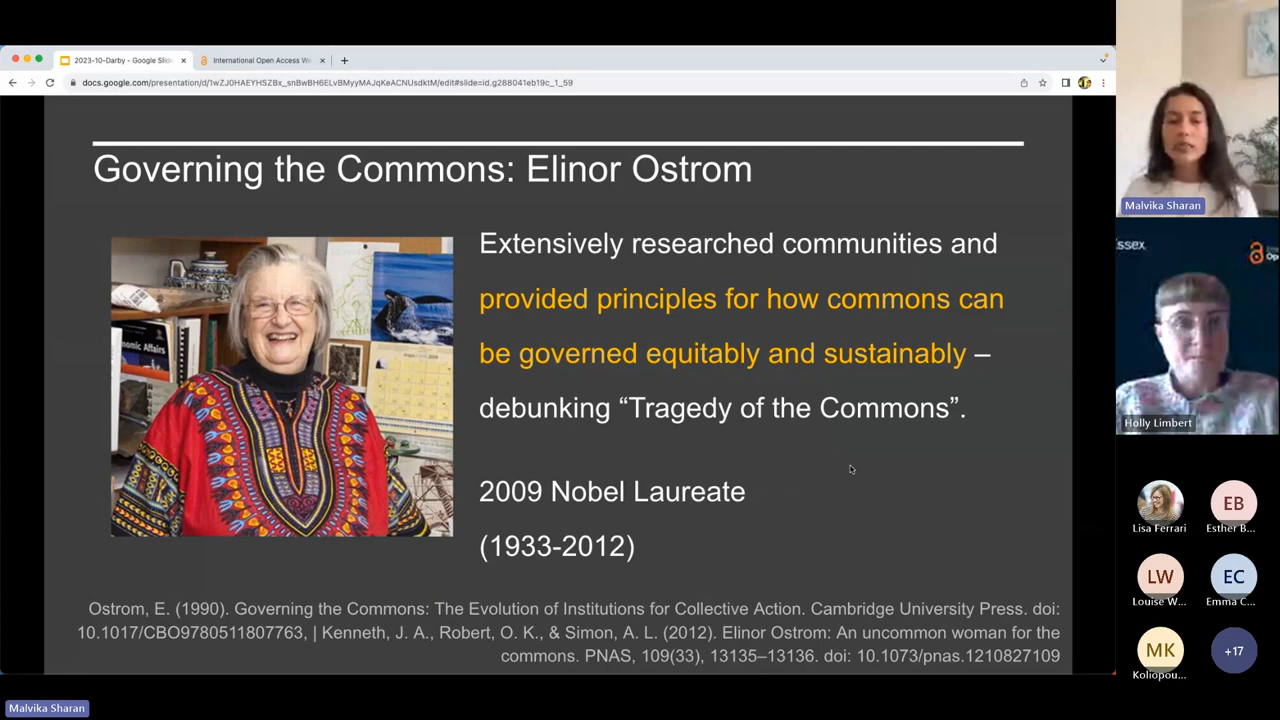 2023-10-Darby - Google Slid
International Open Access We
docs.google.com/presentation/d/1wZJ0HAEYHSZBx_snBwBH6ELvBMyyMAJqKeACNUsdktM/edit#slide=id.g288041eb19c_1_59
Governing the Commons: Elinor Ostrom
Extensively researched communities and
provided principles for how commons can
be governed equitably and sustainably –
debunking “Tragedy of the Commons”.
2009 Nobel Laureate
(1933-2012)
Ostrom, E. (1990). Governing the Commons: The Evolution of Institutions for Collective Action. Cambridge University Press. doi:
10.1017/CBO9780511807763, | Kenneth, J. A., Robert, O. K., & Simon, A. L. (2012). Elinor Ostrom: An uncommon woman for the
commons. PNAS, 109(33), 13135–13136. doi: 10.1073/pnas.1210827109
nomic Affairs
Malvika Sharan
Essex
Op
Holly Limbert
Lisa Ferrari
EB
Esther B...
LW
Louise W...
EC
Emma C...
MK
Koliopou...
+17
Malvika Sharan